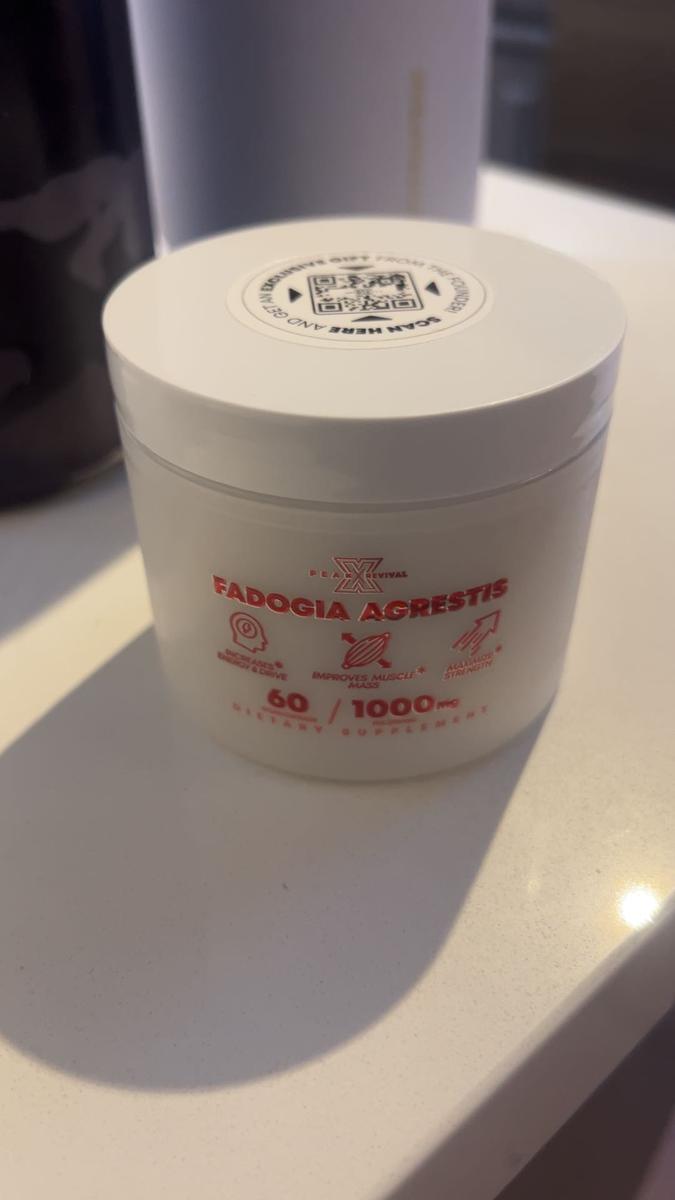 SCAN HERE AND GET AN EXCLUSIVE GIFT FROM THE FOUNDER!
PEAK X REVIVAL
FADOGIA AGRESTIS
INCREASES*
ENERGY & DRIVE
IMPROVES MUSCLE*
MASS
MAXIMIZE*
STRENGTH
60 / 1000mg
DIETARY SUPPLEMENT